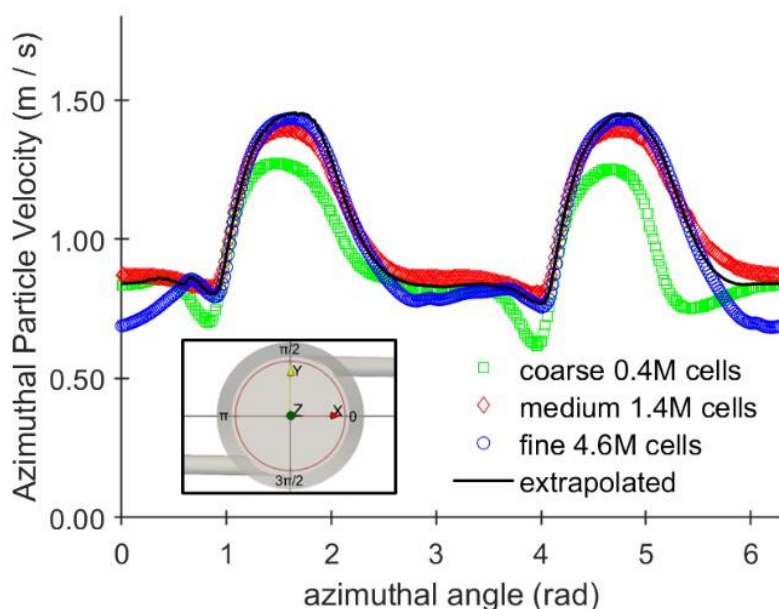 Azimuthal Particle Velocity (m / s)
1.50
1.00
0.50
0.00
π/2
Y
π
Z
X
0
3π/2
coarse 0.4M cells
medium 1.4M cells
fine 4.6M cells
extrapolated
0 1 2 3 4 5 6
azimuthal angle (rad)